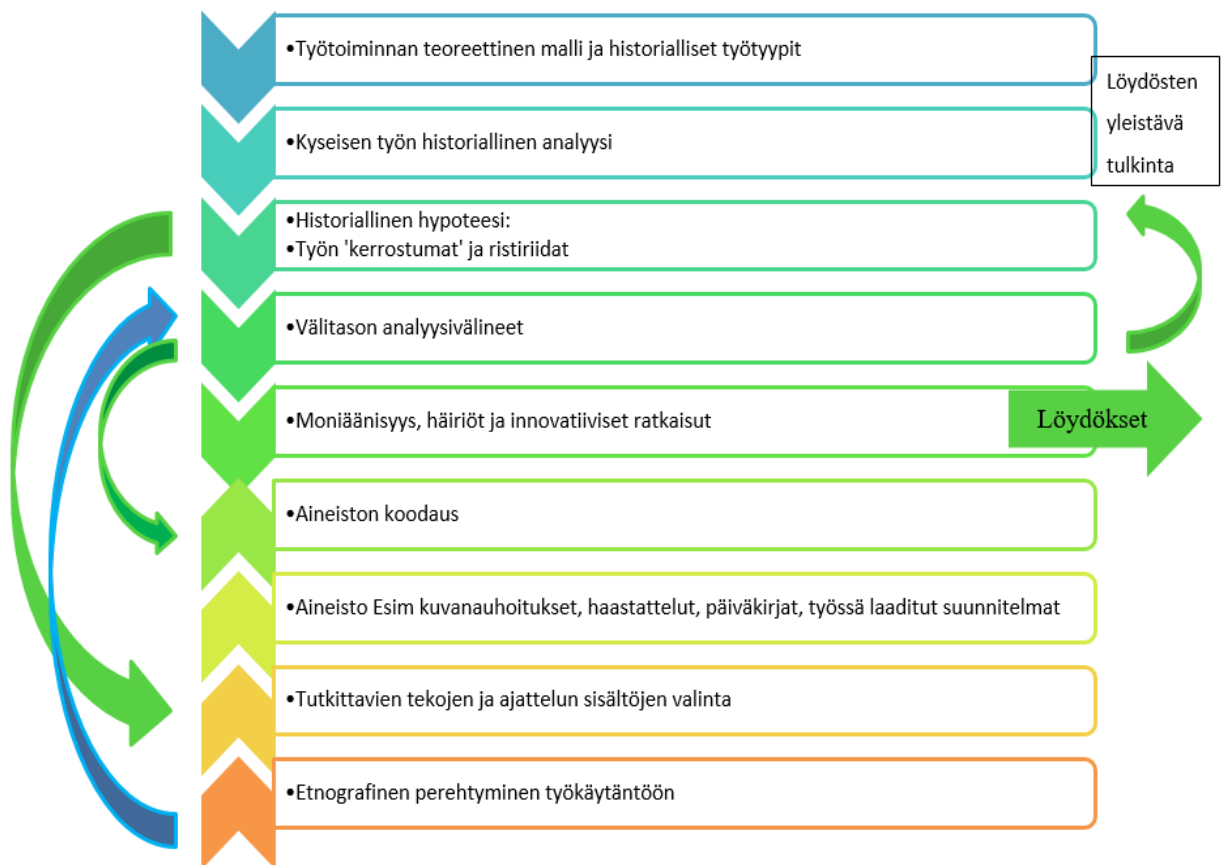 •Työtoiminnan teoreettinen malli ja historialliset työtyypit
Löydösten
yleistävä
tulkinta
•Kyseisen työn historiallinen analyysi
•Historiallinen hypoteesi:
•Työn 'kerrostumat' ja ristiriidat
•Välitason analyysivälineet
•Moniäänisyys, häiriöt ja innovatiiviset ratkaisut
Löydökset
•Aineiston koodaus
•Aineisto Esim kuvanauhoitukset, haastattelut, päiväkirjat, työssä laaditut suunnitelmat
•Tutkittavien tekojen ja ajattelun sisältöjen valinta
•Etnografinen perehtyminen työkäytäntöön